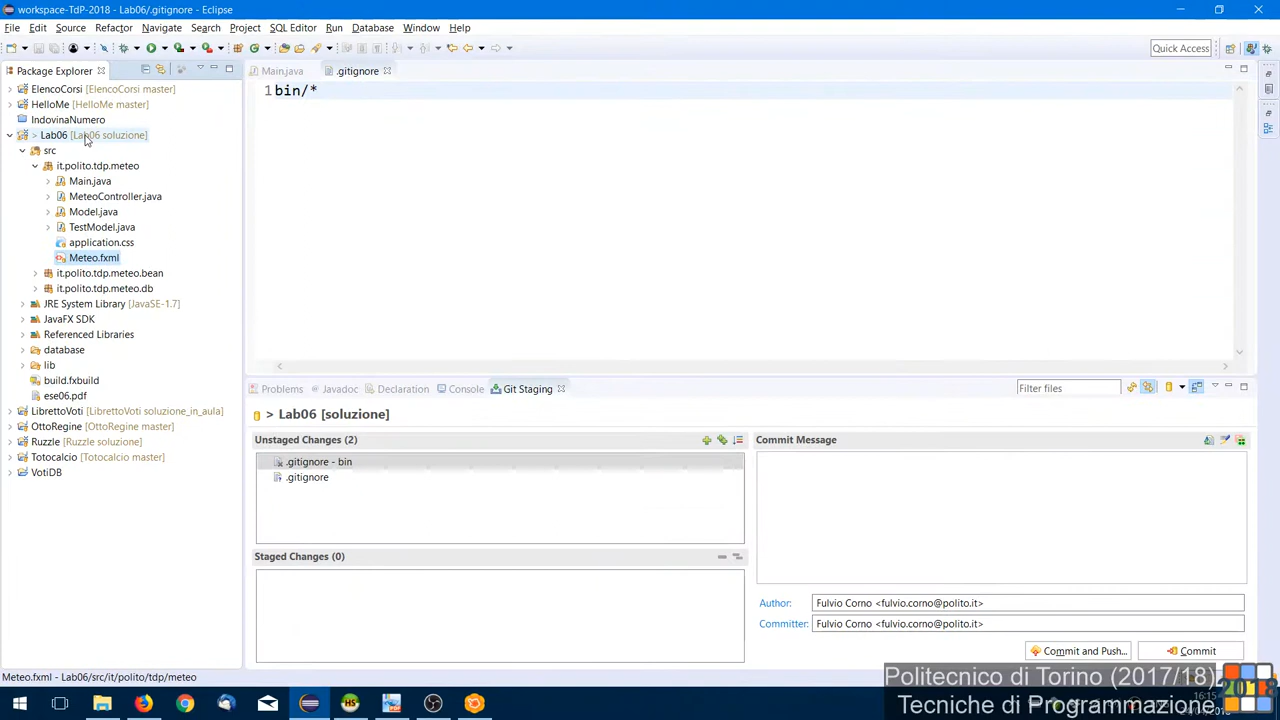 workspace-TdP-2018 - Lab06/.gitignore - Eclipse
File Edit Source Refactor Navigate Search Project SQL Editor Run Database Window Help
Quick Access
Package Explorer
Main.java
.gitignore
ElencoCorsi [ElencoCorsi master]
HelloMe [HelloMe master]
IndovinaNumero
> Lab06 [Lab06 soluzione]
src
it.polito.tdp.meteo
Main.java
MeteoController.java
Model.java
TestModel.java
application.css
Meteo.fxml
it.polito.tdp.meteo.bean
it.polito.tdp.meteo.db
JRE System Library [JavaSE-1.7]
JavaFX SDK
Referenced Libraries
database
lib
build.fxbuild
ese06.pdf
LibrettoVoti [LibrettoVoti soluzione_in_aula]
OttoRegine [OttoRegine master]
Ruzzle [Ruzzle soluzione]
Totocalcio [Totocalcio master]
VotiDB
1 bin/*
Problems Javadoc Declaration Console Git Staging
Filter files
> Lab06 [soluzione]
Unstaged Changes (2)
.gitignore - bin
.gitignore
Staged Changes (0)
Commit Message
Author: Fulvio Corno <fulvio.corno@polito.it>
Committer: Fulvio Corno <fulvio.corno@polito.it>
Commit and Push...
Commit
Meteo.fxml - Lab06/src/it/polito/tdp/meteo
Politecnico di Torino (2017/18)
Tecniche di Programmazione
2018
16:15